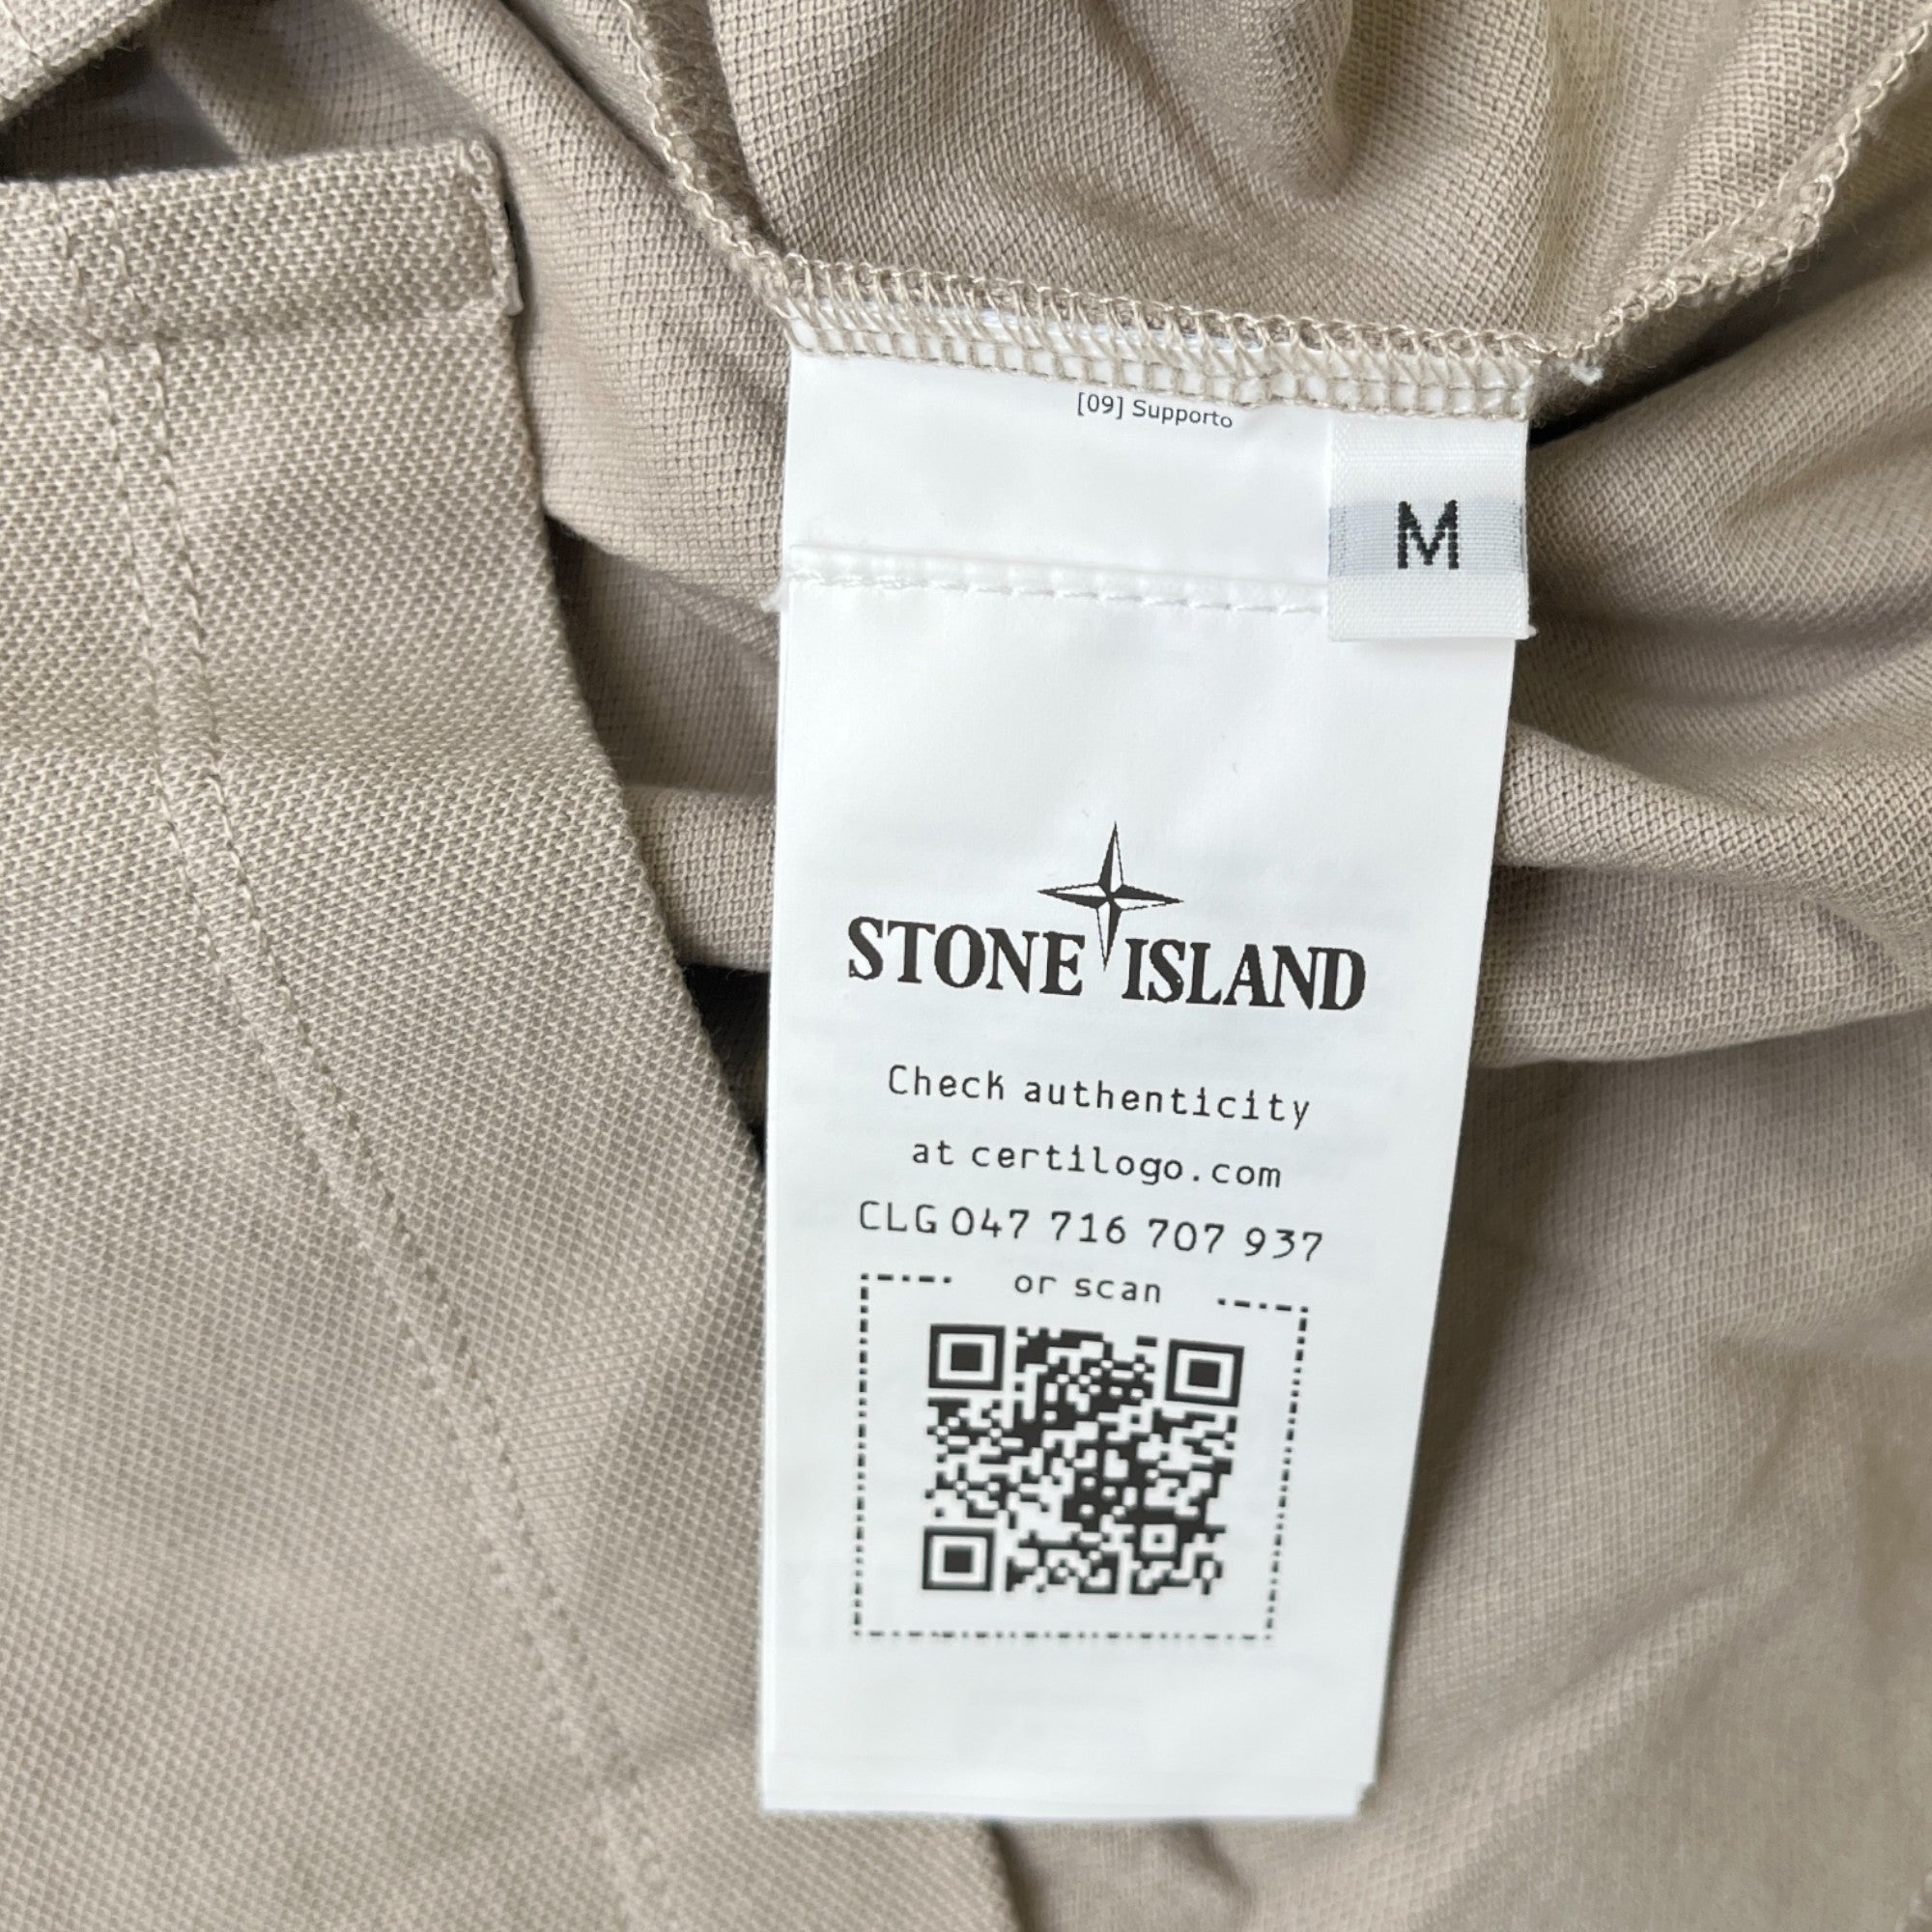 [09] Supporto
M
STONE ISLAND
Check authenticity
at certilogo.com
CLG 047 716 707 937
or scan